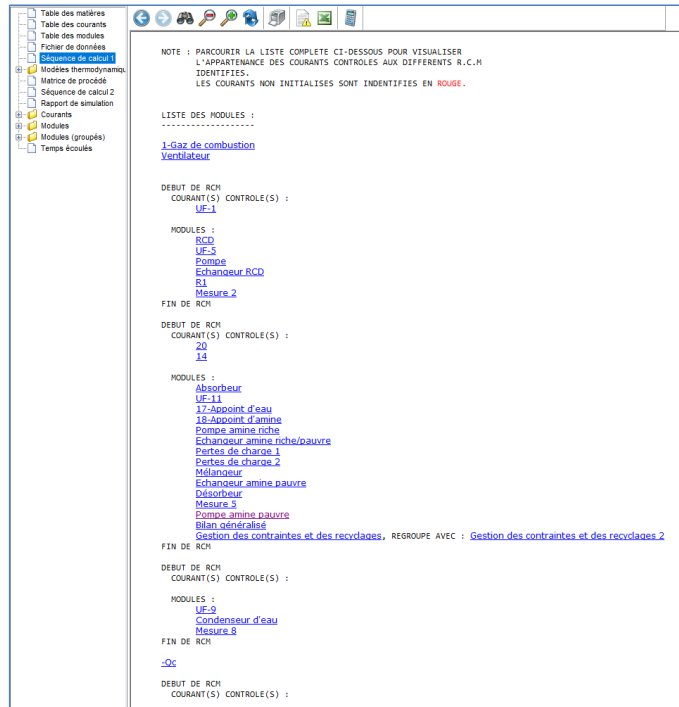 Table des matières
Table des courants
Table des modules
Fichier de données
Séquence de calcul 1
Modèles thermodynamiqu
Matrice de procédé
Séquence de calcul 2
Rapport de simulation
Courants
Modules
Modules (groupés)
Temps écoulés
NOTE : PARCOURIR LA LISTE COMPLETE CI-DESSOUS POUR VISUALISER
L'APPARTENANCE DES COURANTS CONTROLES AUX DIFFERENTS R.C.M
IDENTIFIES.
LES COURANTS NON INITIALISES SONT INDENTIFIES EN ROUGE.
LISTE DES MODULES :
-------------------
1-Gaz de combustion
Ventilateur
DEBUT DE RCM
COURANT(S) CONTROLE(S) :
UF-1
MODULES :
RCD
UF-5
Pompe
Echangeur RCD
R1
Mesure 2
FIN DE RCM
DEBUT DE RCM
COURANT(S) CONTROLE(S) :
20
14
MODULES :
Absorbeur
UF-11
17-Appoint d'eau
18-Appoint d'amine
Pompe amine riche
Echangeur amine riche/pauvre
Pertes de charge 1
Pertes de charge 2
Mélangeur
Echangeur amine pauvre
Désorbeur
Mesure 5
Pompe amine pauvre
Bilan généralisé
Gestion des contraintes et des recyclages, REGROUPE AVEC : Gestion des contraintes et des recyclages 2
FIN DE RCM
DEBUT DE RCM
COURANT(S) CONTROLE(S) :
MODULES :
UF-9
Condenseur d'eau
Mesure 8
FIN DE RCM
-Qc
DEBUT DE RCM
COURANT(S) CONTROLE(S) :